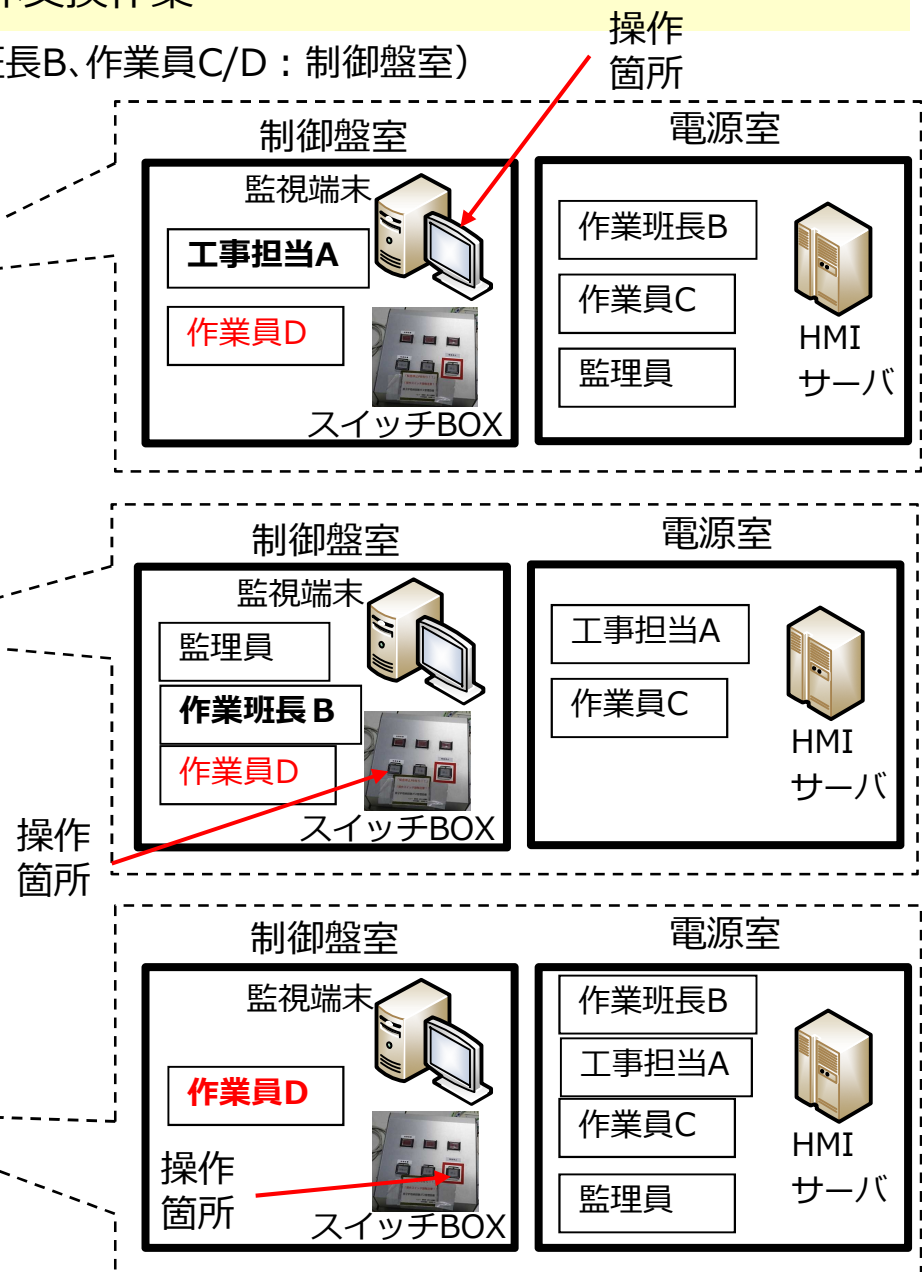 部交換作業
長B、作業員C/D：制御盤室）
操作
箇所
制御盤室
電源室
監視端末
工事担当A
作業員D
スイッチBOX
作業班長B
作業員C
監理員
HMI
サーバ
制御盤室
電源室
監視端末
監理員
作業班長B
作業員D
スイッチBOX
工事担当A
作業員C
HMI
サーバ
操作
箇所
制御盤室
電源室
監視端末
作業員D
操作
箇所
スイッチBOX
作業班長B
工事担当A
作業員C
監理員
HMI
サーバ